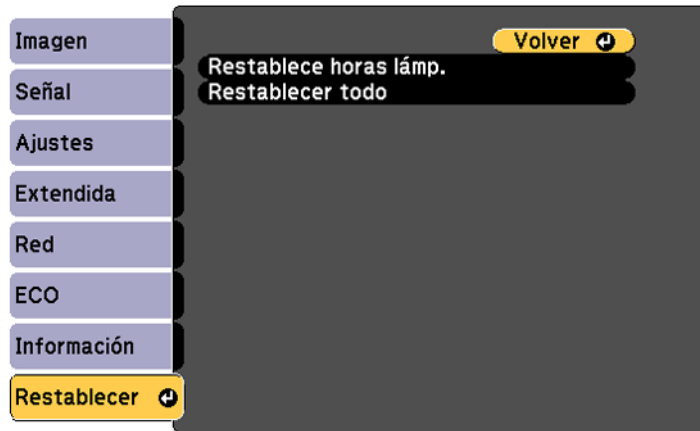 Imagen
Señal
Ajustes
Extendida
Red
ECO
Información
Restablecer
Volver
Restablece horas lámp.
Restablecer todo